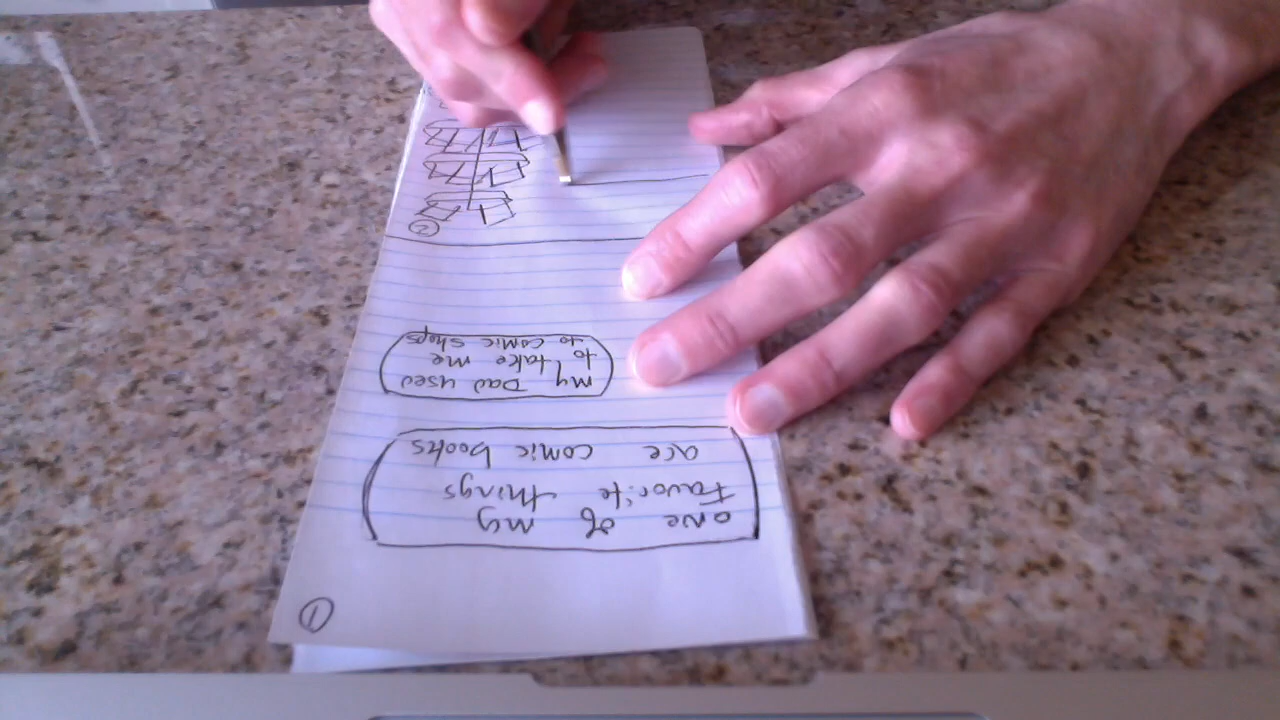 1
one of my
favorite things
are comic books
my Dad used
to take me
to comic shops
2